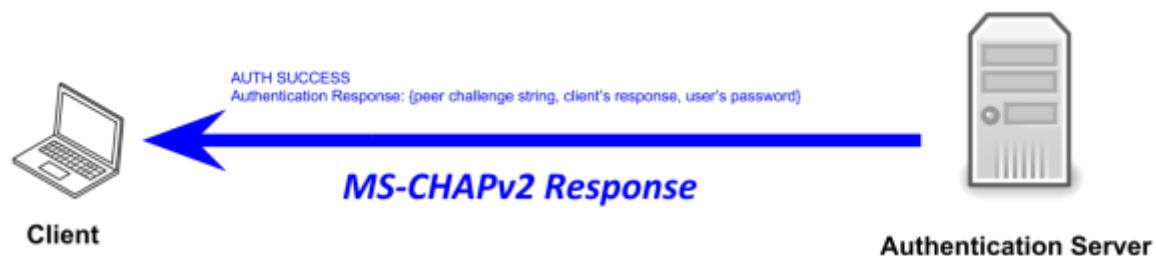 AUTH SUCCESS
Authentication Response: {peer challenge string, client's response, user's password}
MS-CHAPv2 Response
Client
Authentication Server